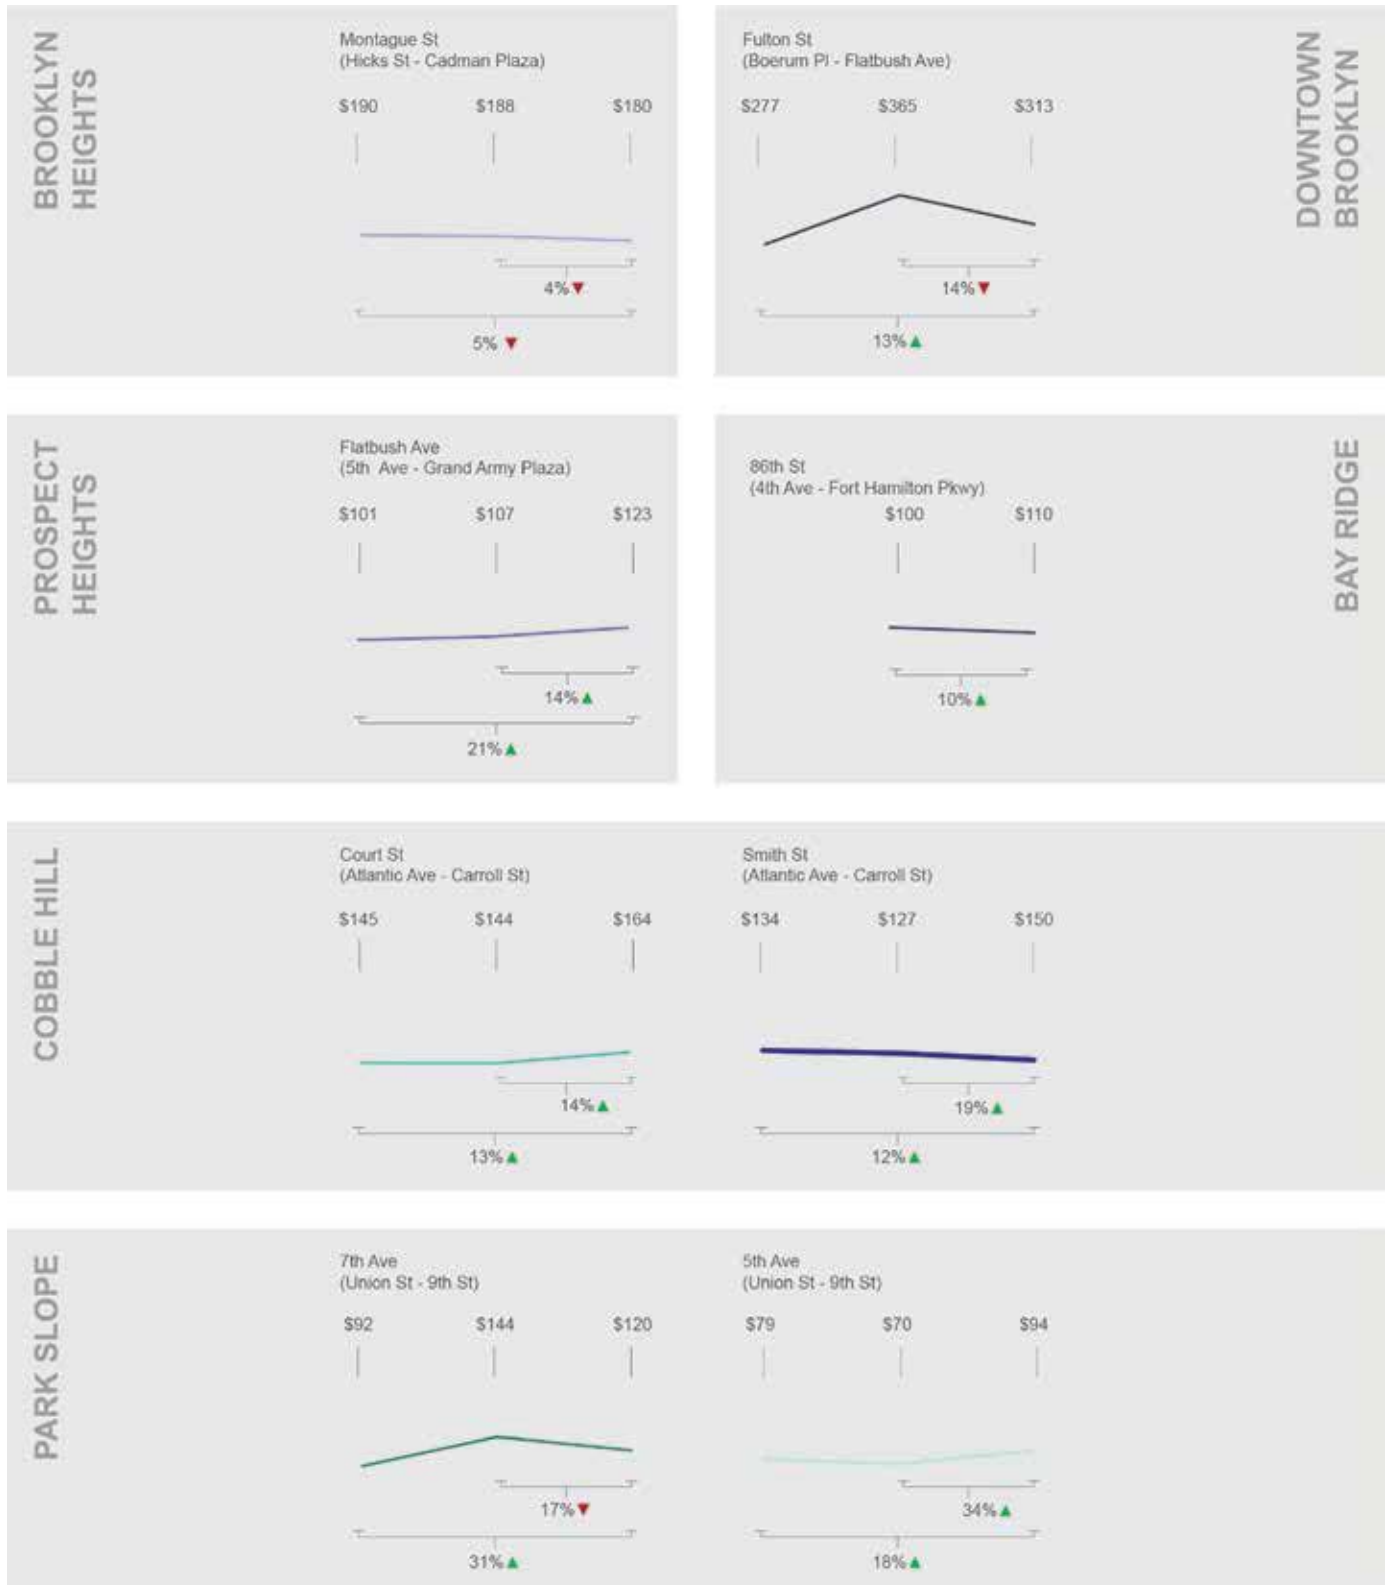 BROOKLYN
HEIGHTS
Montague St
(Hicks St - Cadman Plaza)
$190 $188 $180
4%
5%
Fulton St
(Boerum Pl - Flatbush Ave)
$277 $365 $313
14%
13%
DOWNTOWN
BROOKLYN
PROSPECT
HEIGHTS
Flatbush Ave
(5th Ave - Grand Army Plaza)
$101 $107 $123
14%
21%
86th St
(4th Ave - Fort Hamilton Pkwy)
$100 $110
10%
BAY RIDGE
COBBLE HILL
Court St
(Atlantic Ave - Carroll St)
$145 $144 $164
14%
13%
Smith St
(Atlantic Ave - Carroll St)
$134 $127 $150
19%
12%
PARK SLOPE
7th Ave
(Union St - 9th St)
$92 $144 $120
17%
31%
5th Ave
(Union St - 9th St)
$79 $70 $94
34%
18%